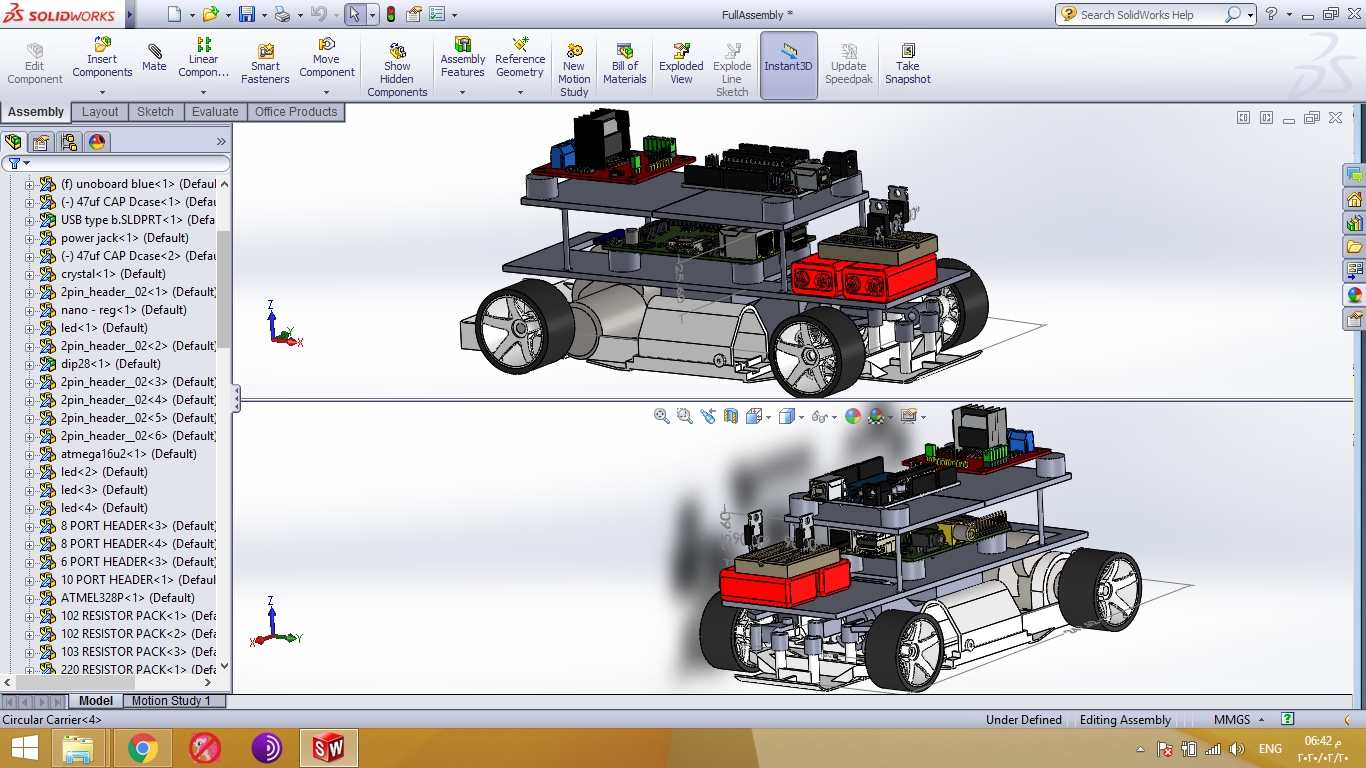 SOLIDWORKS
FullAssembly *
Search SolidWorks Help
Edit Component
Insert Components
Mate
Linear Compon...
Smart Fasteners
Move Component
Show Hidden Components
Assembly Features
Reference Geometry
New Motion Study
Bill of Materials
Exploded View
Explode Line Sketch
Instant3D
Update Speedpak
Take Snapshot
Assembly
Layout
Sketch
Evaluate
Office Products
(f) unoboard blue<1> (Defaul
(-) 47uf CAP Dcase<1> (Defau
USB type b.SLDPRT<1> (Defa
power jack<1> (Default)
(-) 47uf CAP Dcase<2> (Defau
crystal<1> (Default)
2pin_header__02<1> (Default)
nano - reg<1> (Default)
led<1> (Default)
2pin_header__02<2> (Default)
dip28<1> (Default)
2pin_header__02<3> (Default)
2pin_header__02<4> (Default)
2pin_header__02<5> (Default)
2pin_header__02<6> (Default)
atmega16u2<1> (Default)
led<2> (Default)
led<3> (Default)
led<4> (Default)
8 PORT HEADER<3> (Default)
8 PORT HEADER<4> (Default)
6 PORT HEADER<3> (Default)
10 PORT HEADER<1> (Defaul
ATMEL328P<1> (Default)
102 RESISTOR PACK<1> (Defa
102 RESISTOR PACK<2> (Defa
103 RESISTOR PACK<3> (Defa
220 RESISTOR PACK<1> (Defa
Z
Y
X
Z
X
Y
Model
Motion Study 1
Circular Carrier<4>
Under Defined
Editing Assembly
MMGS
SW
ENG
06:42 م
٢٠٢٠/٠٢/٢٠